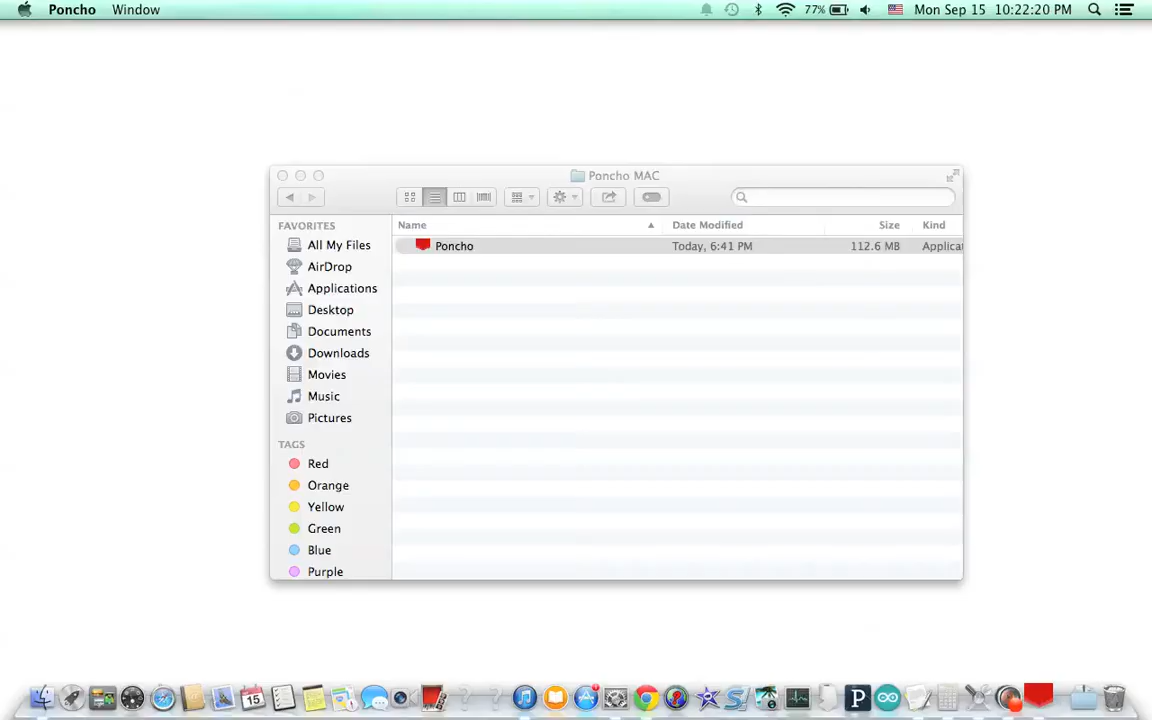 Poncho Window 77% Mon Sep 15 10:22:20 PM
Poncho MAC
FAVORITES
All My Files
AirDrop
Applications
Desktop
Documents
Downloads
Movies
Music
Pictures
TAGS
Red
Orange
Yellow
Green
Blue
Purple
Name Date Modified Size Kind
Poncho Today, 6:41 PM 112.6 MB Applicat
15
P